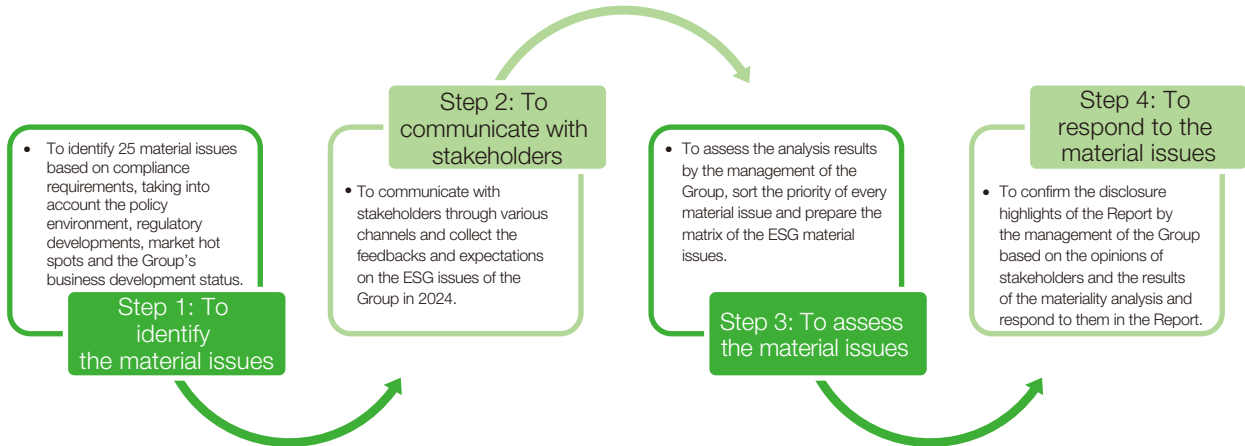 • To identify 25 material issues
based on compliance
requirements, taking into
account the policy
environment, regulatory
developments, market hot
spots and the Group's
business development status.
Step 1: To
identify
the material issues
Step 2: To
communicate with
stakeholders
• To communicate with
stakeholders through various
channels and collect the
feedbacks and expectations
on the ESG issues of the
Group in 2024.
• To assess the analysis results
by the management of the
Group, sort the priority of every
material issue and prepare the
matrix of the ESG material
issues.
Step 3: To assess
the material issues
Step 4: To
respond to the
material issues
• To confirm the disclosure
highlights of the Report by
the management of the Group
based on the opinions of
stakeholders and the results
of the materiality analysis and
respond to them in the Report.